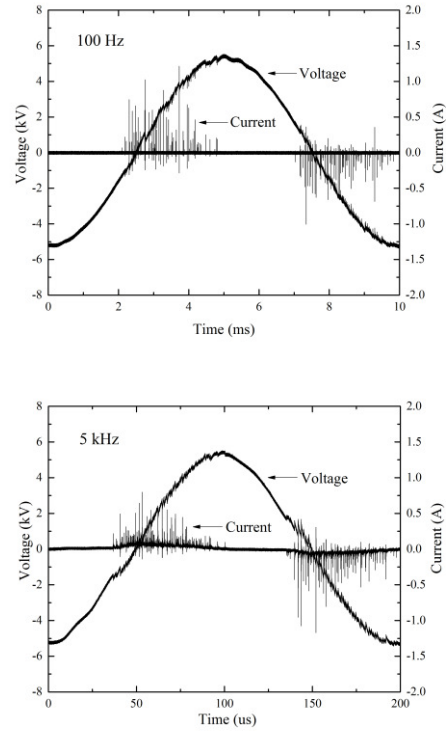 100 Hz
Voltage
Current
Voltage (kV)
Current (A)
8
6
4
2
0
-2
-4
-6
-8
2.0
1.5
1.0
0.5
0.0
-0.5
-1.0
-1.5
-2.0
0 2 4 6 8 10
Time (ms)
5 kHz
Voltage
Current
Voltage (kV)
Current (A)
8
6
4
2
0
-2
-4
-6
-8
2.0
1.5
1.0
0.5
0.0
-0.5
-1.0
-1.5
-2.0
0 50 100 150 200
Time (us)